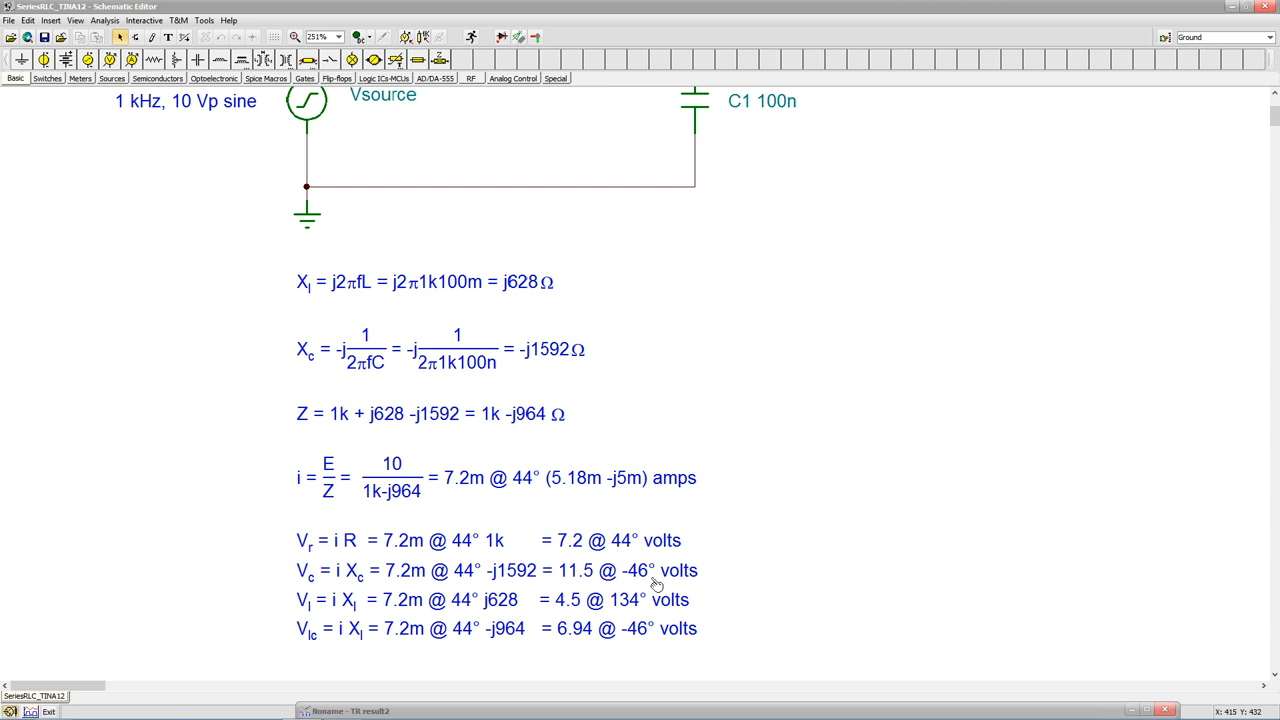 SeriesRLC_TINA12 - Schematic Editor
File Edit Insert View Analysis Interactive T&M Tools Help
251%
Ground
Basic Switches Meters Sources Semiconductors Optoelectronic Spice Macros Gates Flip-flops Logic ICs-MCUs AD/DA-555 RF Analog Control Special
1 kHz, 10 Vp sine
Vsource
C1 100n
Xl = j2πfL = j2π1k100m = j628Ω
Xc = -j 1/2πfC = -j 1/2π1k100n = -j1592Ω
Z = 1k + j628 -j1592 = 1k -j964 Ω
i = E/Z = 10/1k-j964 = 7.2m @ 44° (5.18m -j5m) amps
Vr = i R = 7.2m @ 44° 1k = 7.2 @ 44° volts
Vc = i Xc = 7.2m @ 44° -j1592 = 11.5 @ -46° volts
Vl = i Xl = 7.2m @ 44° j628 = 4.5 @ 134° volts
Vlc = i Xl = 7.2m @ 44° -j964 = 6.94 @ -46° volts
SeriesRLC_TINA12
Exit
Noname - TR result2
X: 415 Y: 432